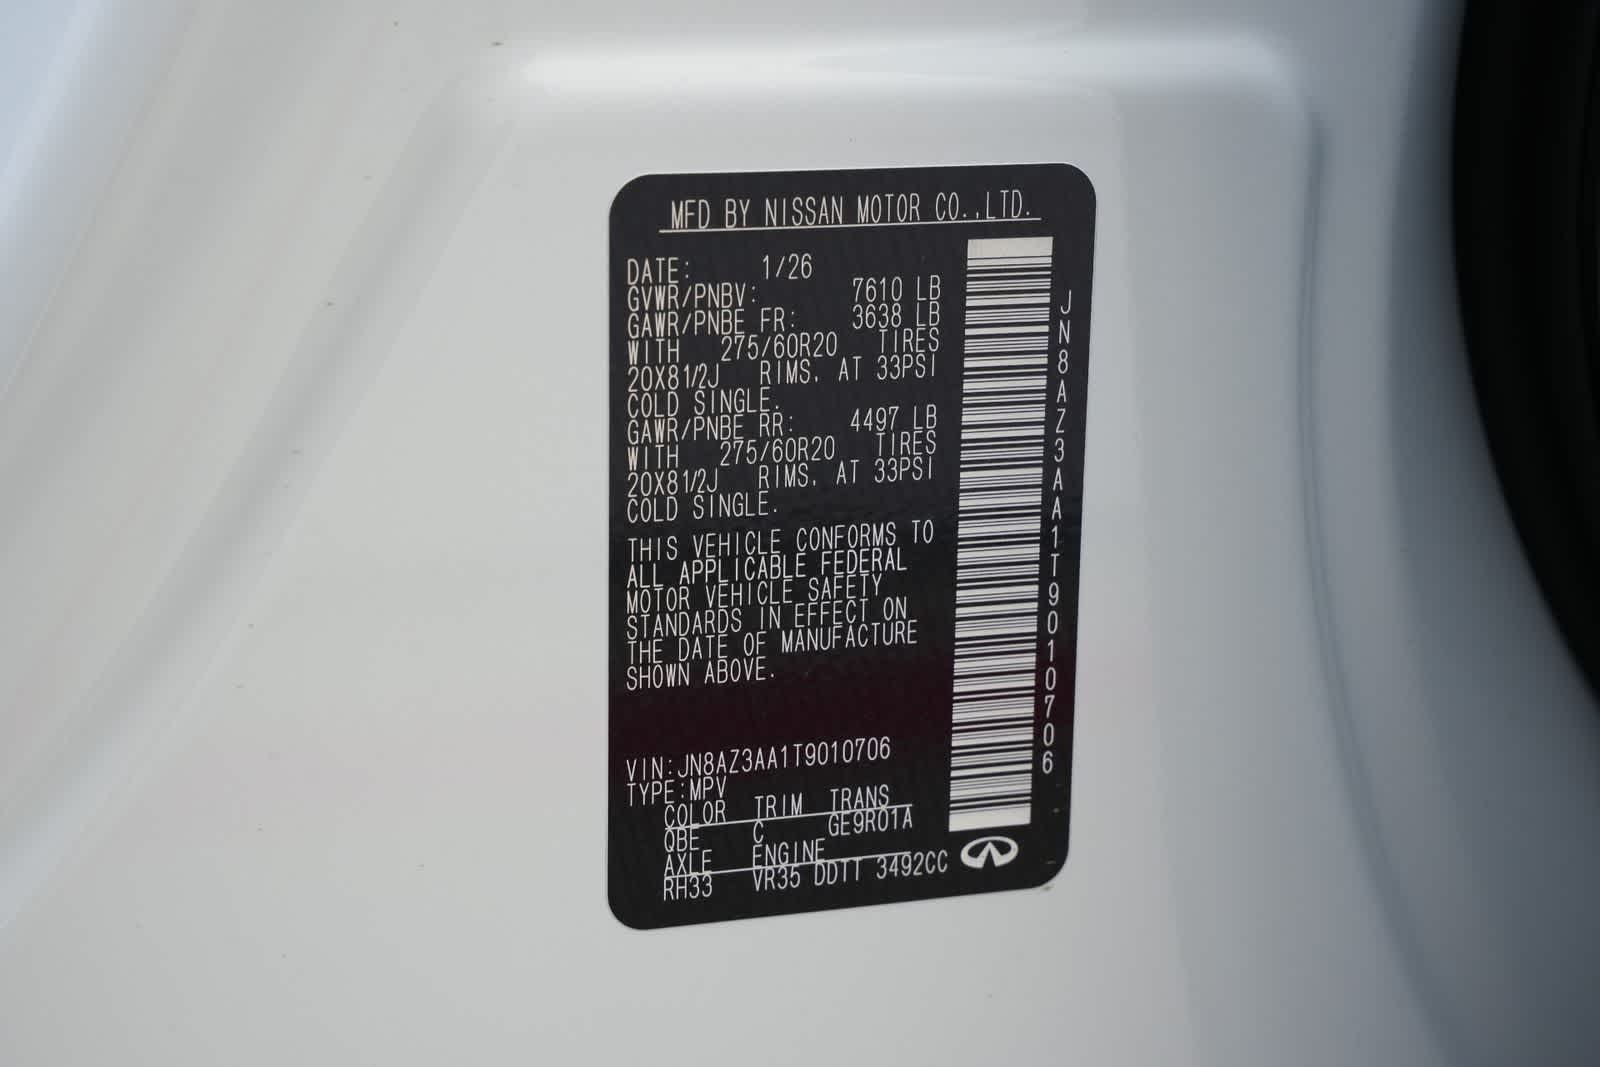 MFD BY NISSAN MOTOR CO.,LTD.
DATE: 1/26
GVWR/PNBV: 7610 LB
GAWR/PNBE FR: 3638 LB
WITH 275/60R20 TIRES
20X81/2J RIMS. AT 33PSI
COLD SINGLE.
GAWR/PNBE RR: 4497 LB
WITH 275/60R20 TIRES
20X81/2J RIMS. AT 33PSI
COLD SINGLE.
THIS VEHICLE CONFORMS TO
ALL APPLICABLE FEDERAL
MOTOR VEHICLE SAFETY
STANDARDS IN EFFECT ON
THE DATE OF MANUFACTURE
SHOWN ABOVE.
VIN:JN8AZ3AA1T9010706
TYPE:MPV
COLOR TRIM TRANS
QBE C GE9R01A
AXLE ENGINE
RH33 VR35 DDTT 3492CC
JN8AZ3AA1T9010706